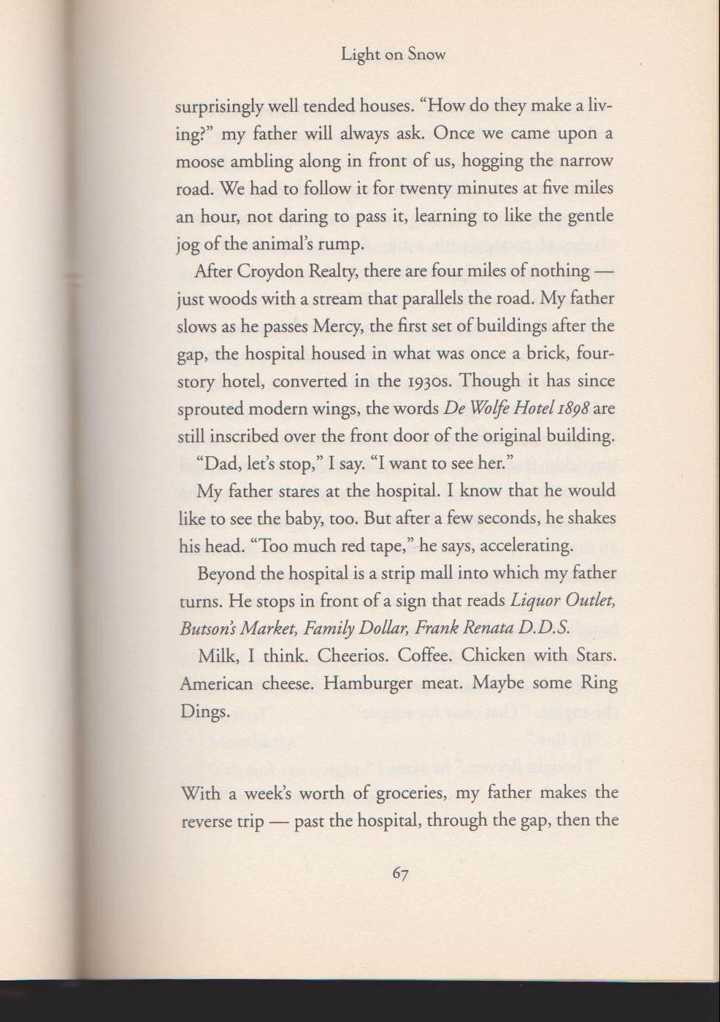 Light on Snow
surprisingly well tended houses. “How do they make a liv-
ing?” my father will always ask. Once we came upon a
moose ambling along in front of us, hogging the narrow
road. We had to follow it for twenty minutes at five miles
an hour, not daring to pass it, learning to like the gentle
jog of the animal’s rump.
After Croydon Realty, there are four miles of nothing —
just woods with a stream that parallels the road. My father
slows as he passes Mercy, the first set of buildings after the
gap, the hospital housed in what was once a brick, four-
story hotel, converted in the 1930s. Though it has since
sprouted modern wings, the words De Wolfe Hotel 1898 are
still inscribed over the front door of the original building.
“Dad, let’s stop,” I say. “I want to see her.”
My father stares at the hospital. I know that he would
like to see the baby, too. But after a few seconds, he shakes
his head. “Too much red tape,” he says, accelerating.
Beyond the hospital is a strip mall into which my father
turns. He stops in front of a sign that reads Liquor Outlet,
Butson’s Market, Family Dollar, Frank Renata D.D.S.
Milk, I think. Cheerios. Coffee. Chicken with Stars.
American cheese. Hamburger meat. Maybe some Ring
Dings.
With a week’s worth of groceries, my father makes the
reverse trip — past the hospital, through the gap, then the
67